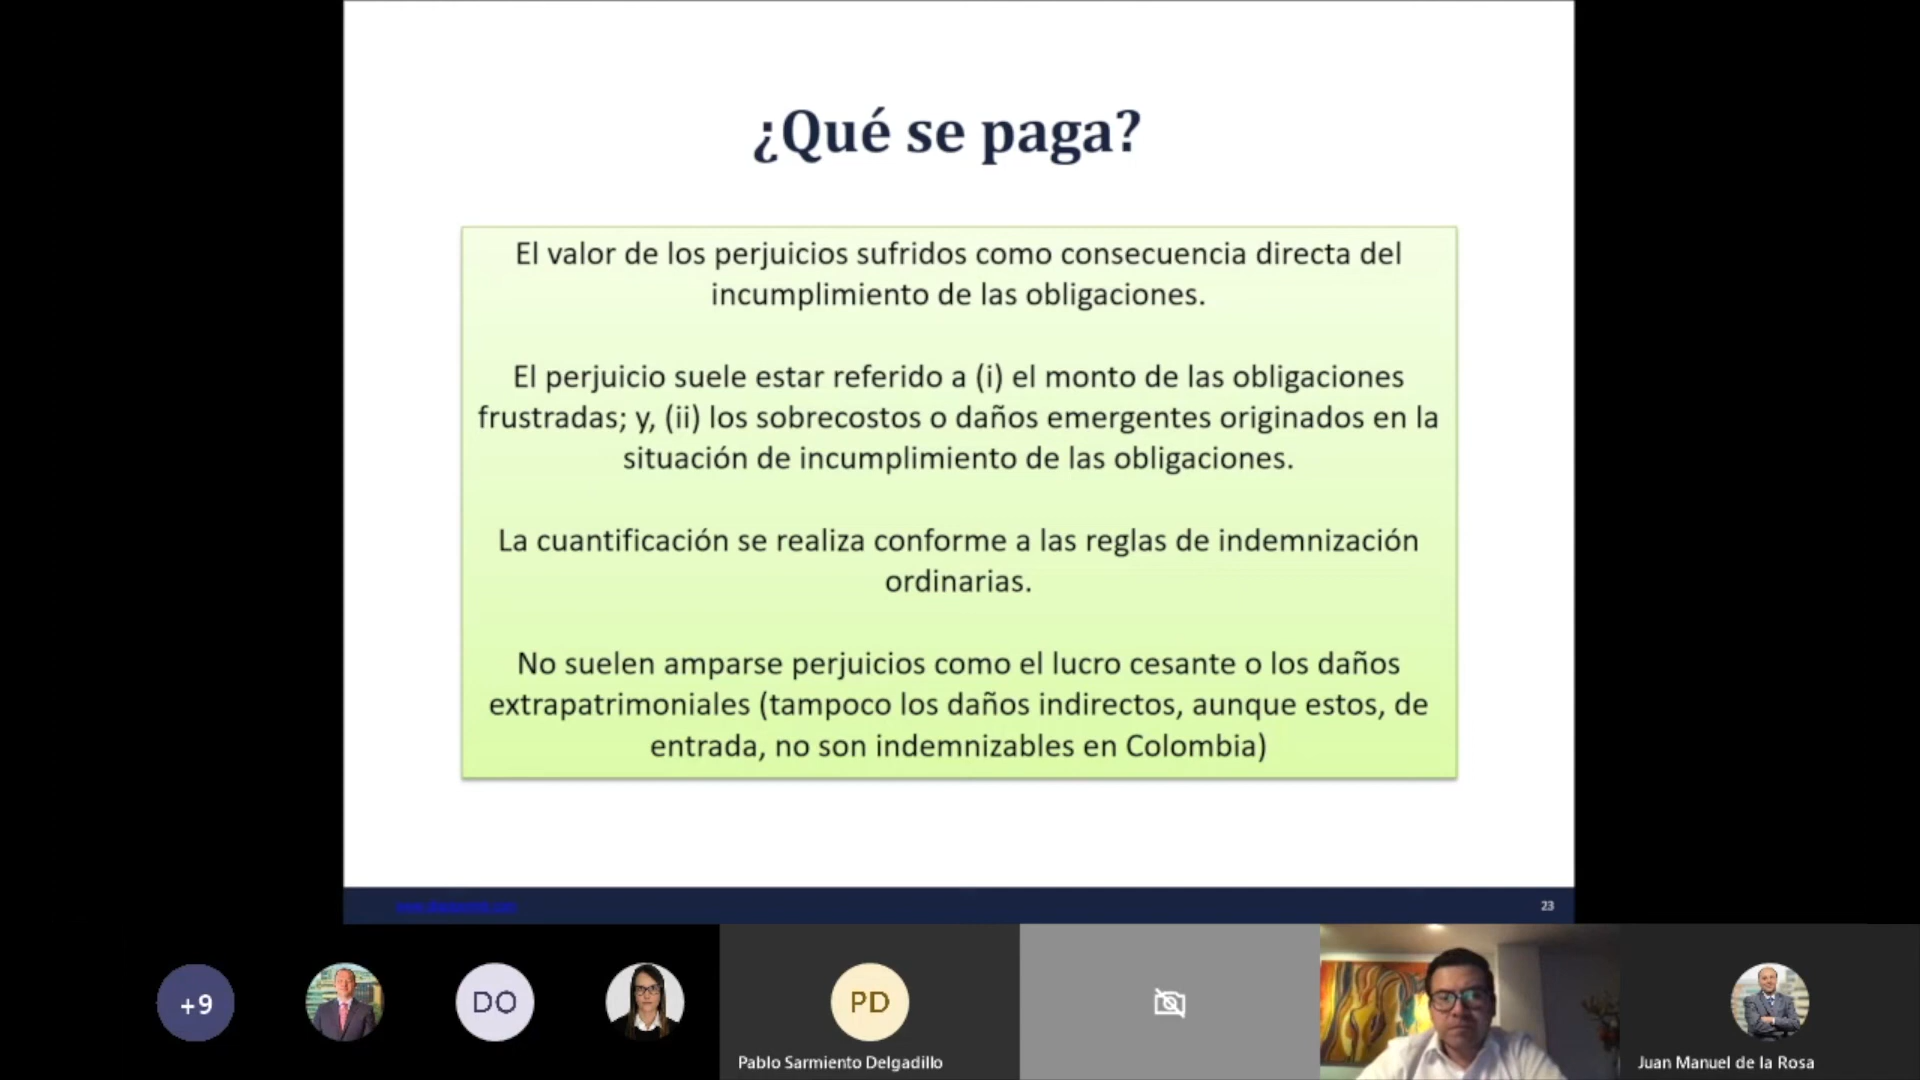 ¿Qué se paga?
El valor de los perjuicios sufridos como consecuencia directa del
incumplimiento de las obligaciones.
El perjuicio suele estar referido a (i) el monto de las obligaciones
frustradas; y, (ii) los sobrecostos o daños emergentes originados en la
situación de incumplimiento de las obligaciones.
La cuantificación se realiza conforme a las reglas de indemnización
ordinarias.
No suelen amparse perjuicios como el lucro cesante o los daños
extrapatrimoniales (tampoco los daños indirectos, aunque estos, de
entrada, no son indemnizables en Colombia)
23
+9
DO
PD
Pablo Sarmiento Delgadillo
Juan Manuel de la Rosa